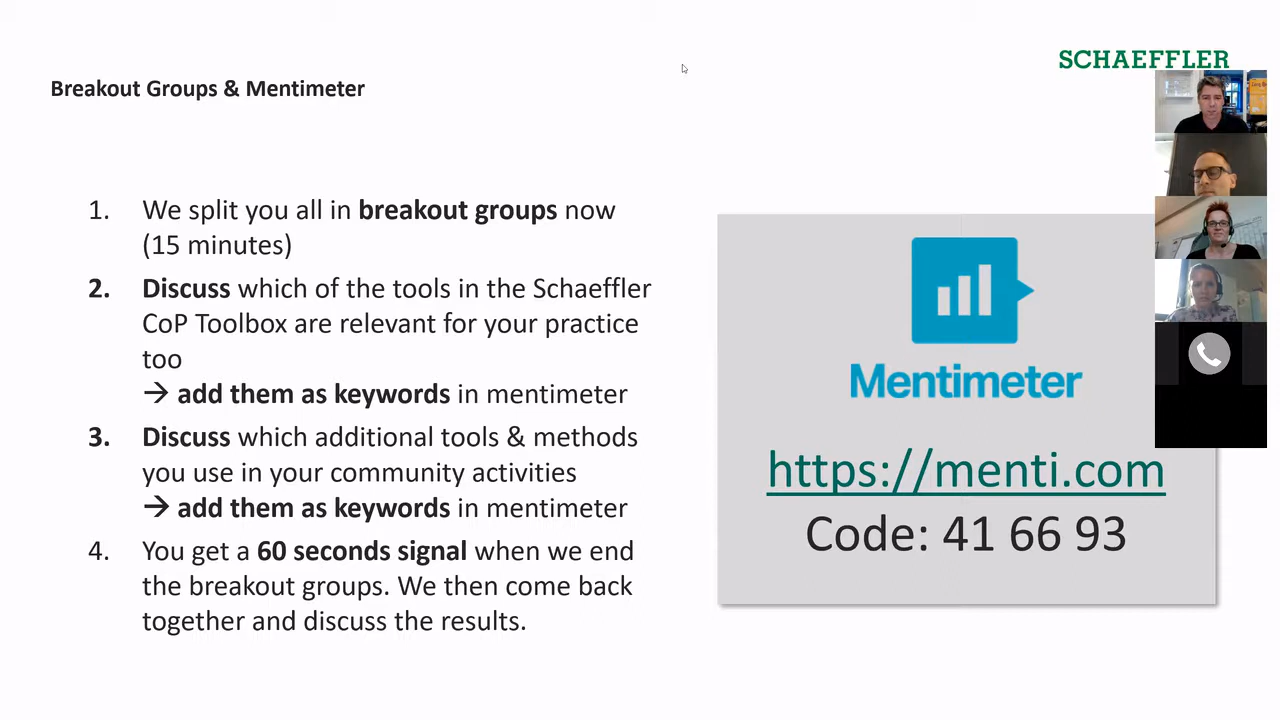 SCHAEFFLER
Breakout Groups & Mentimeter
1. We split you all in breakout groups now
(15 minutes)
2. Discuss which of the tools in the Schaeffler
CoP Toolbox are relevant for your practice
too
→ add them as keywords in mentimeter
3. Discuss which additional tools & methods
you use in your community activities
→ add them as keywords in mentimeter
4. You get a 60 seconds signal when we end
the breakout groups. We then come back
together and discuss the results.
Mentimeter
https://menti.com
Code: 41 66 93